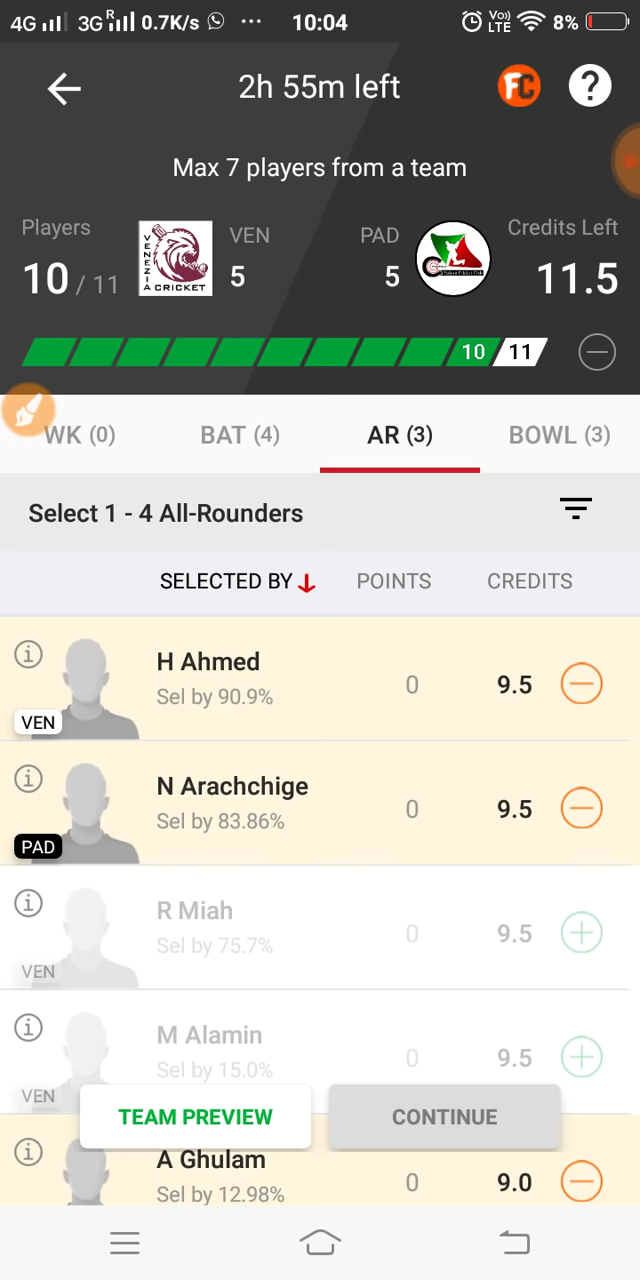 4G 3G R 0.7K/s ... 10:04 Vo) LTE 8%
2h 55m left FC ?
Max 7 players from a team
Players VEN PAD Credits Left
10 / 11 5 5 11.5
VENEZIA CRICKET
10 11
WK (0) BAT (4) AR (3) BOWL (3)
Select 1 - 4 All-Rounders
SELECTED BY ↓ POINTS CREDITS
H Ahmed
Sel by 90.9% 0 9.5
VEN
N Arachchige
Sel by 83.86% 0 9.5
PAD
R Miah
Sel by 75.7% 0 9.5
VEN
M Alamin
Sel by 15.0% 0 9.5
VEN
TEAM PREVIEW CONTINUE
A Ghulam
Sel by 12.98% 0 9.0